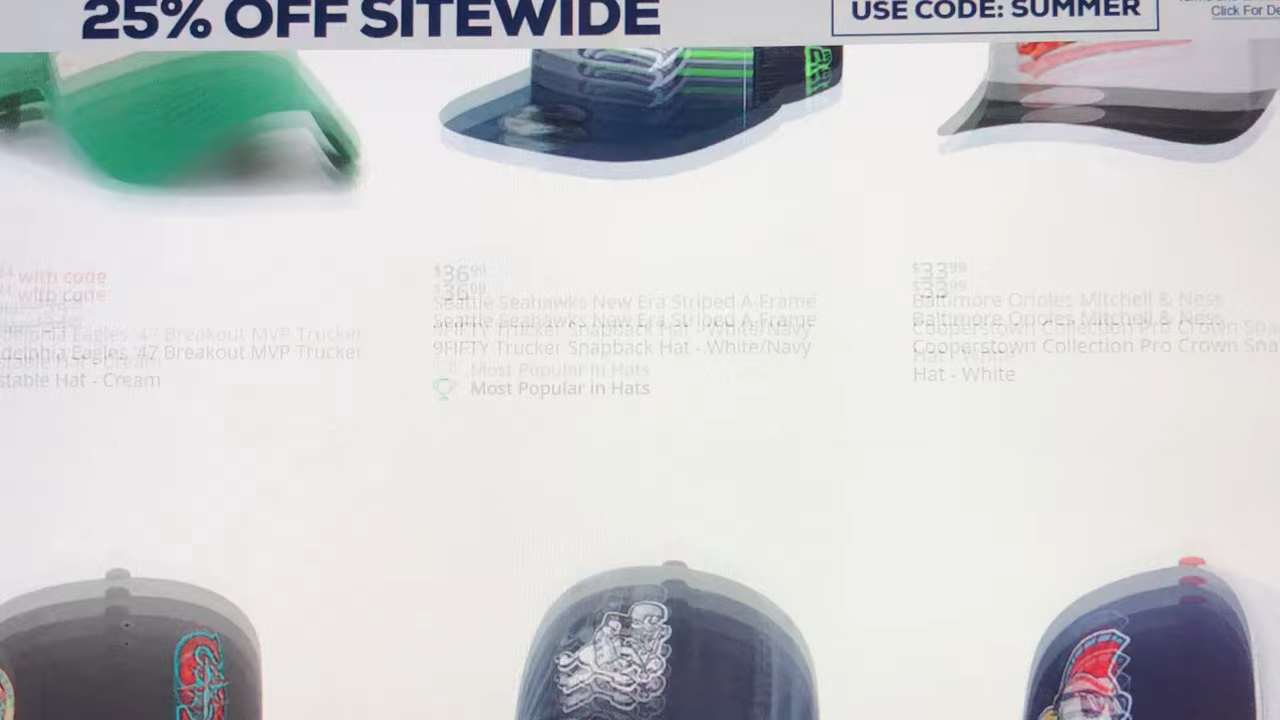 25% OFF SITEWIDE
USE CODE: SUMMER
Click For De
with code
delphia Eagles '47 Breakout MVP Trucker
stable Hat - Cream
$36
Seattle Seahawks New Era Striped A-Frame
9FIFTY Trucker Snapback Hat - White/Navy
Most Popular in Hats
$33
Baltimore Orioles Mitchell & Ness
Cooperstown Collection Pro Crown Sna
Hat - White